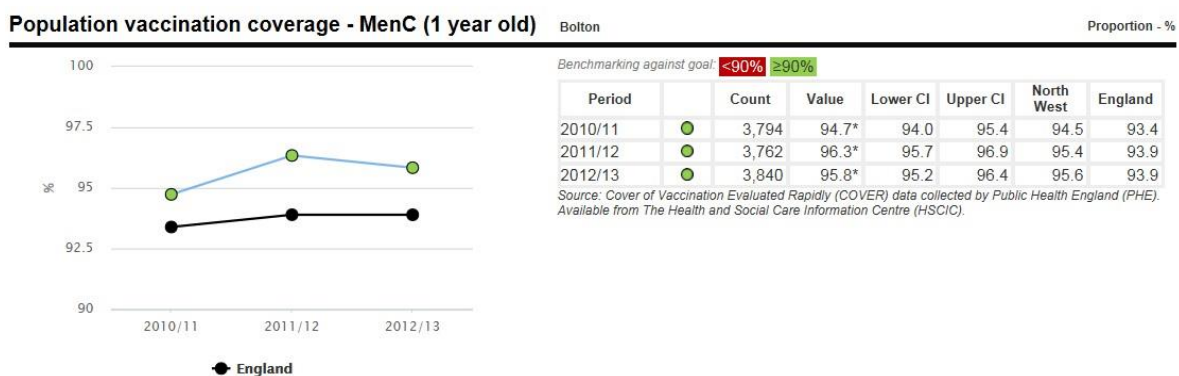 Population vaccination coverage - MenC (1 year old) Bolton Proportion - %
100
97.5
95
92.5
90
%
2010/11 2011/12 2012/13
England
Benchmarking against goal: <90% ≥90%
Period Count Value Lower CI Upper CI North West England
2010/11 3,794 94.7* 94.0 95.4 94.5 93.4
2011/12 3,762 96.3* 95.7 96.9 95.4 93.9
2012/13 3,840 95.8* 95.2 96.4 95.6 93.9
Source: Cover of Vaccination Evaluated Rapidly (COVER) data collected by Public Health England (PHE).
Available from The Health and Social Care Information Centre (HSCIC).